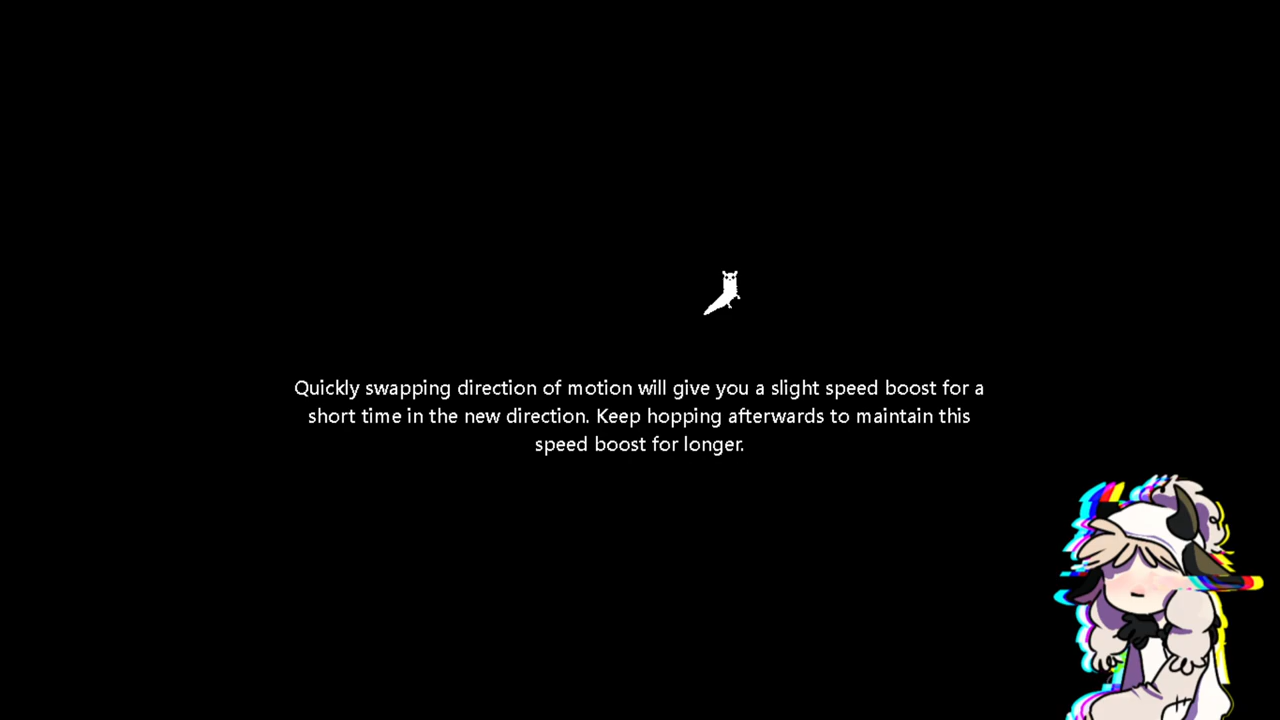 Quickly swapping direction of motion will give you a slight speed boost for a
short time in the new direction. Keep hopping afterwards to maintain this
speed boost for longer.